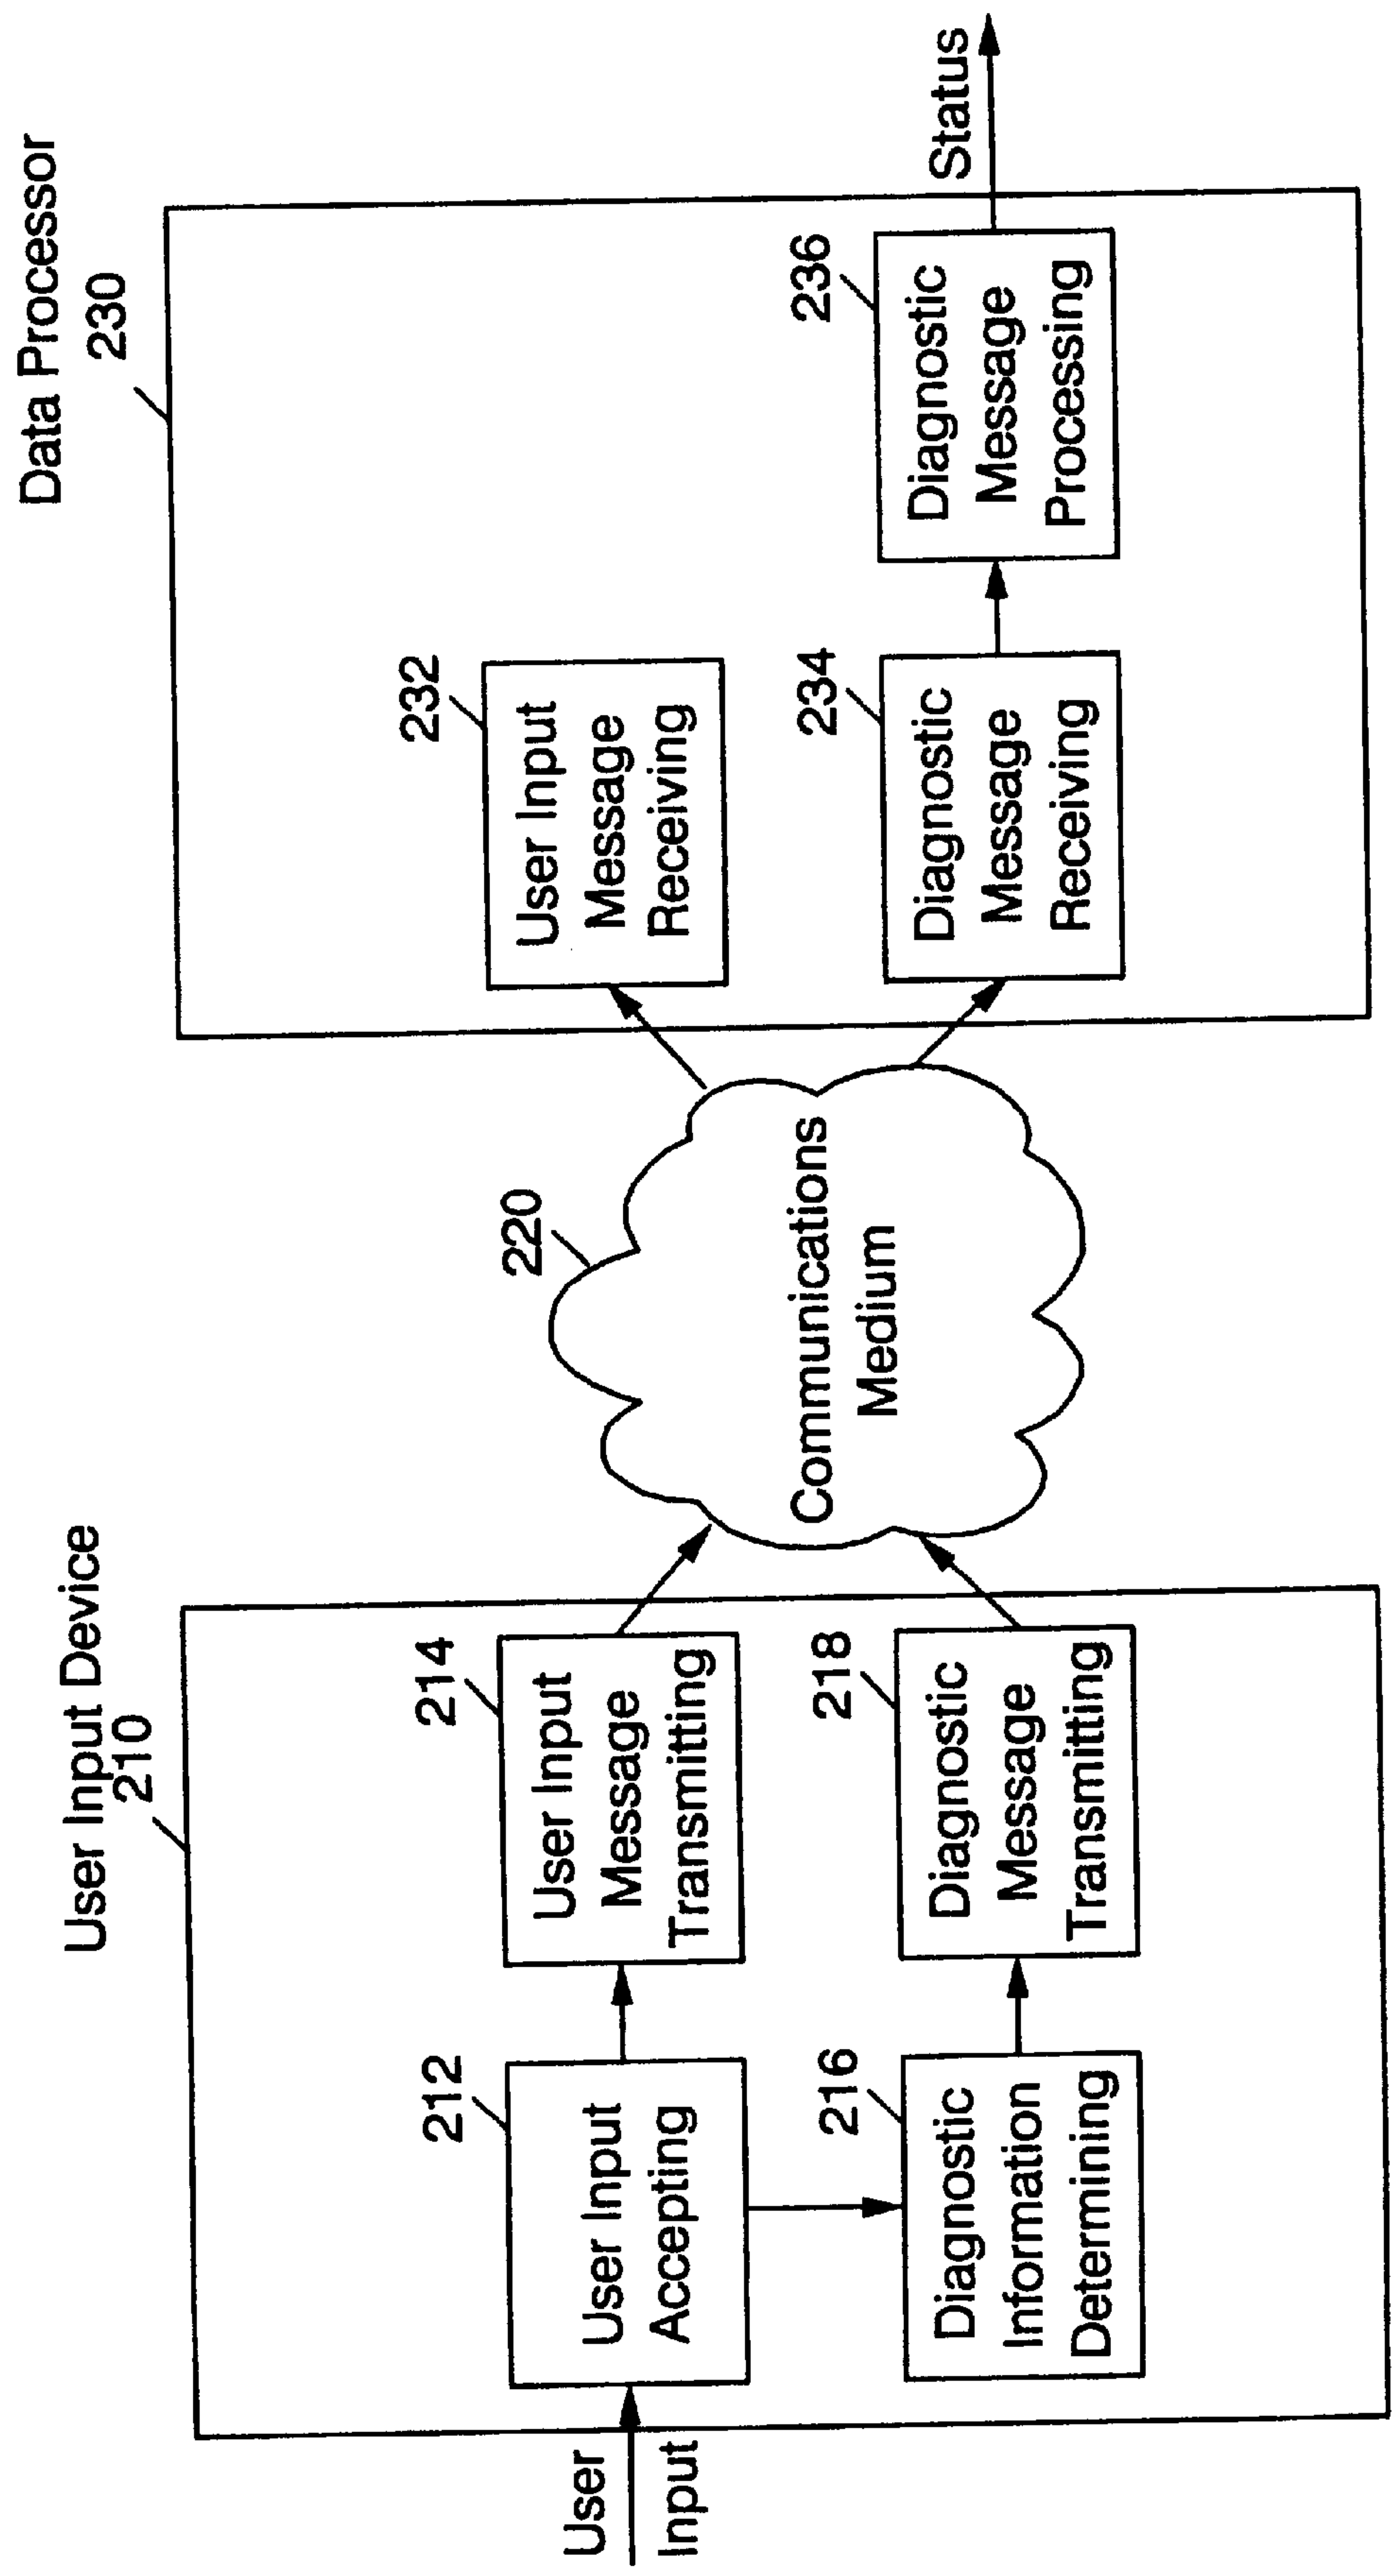 User Input Device
210
User
Input
212
User Input
Accepting
214
User Input
Message
Transmitting
216
Diagnostic
Information
Determining
218
Diagnostic
Message
Transmitting
220
Communications
Medium
Data Processor
230
232
User Input
Message
Receiving
234
Diagnostic
Message
Receiving
236
Diagnostic
Message
Processing
Status